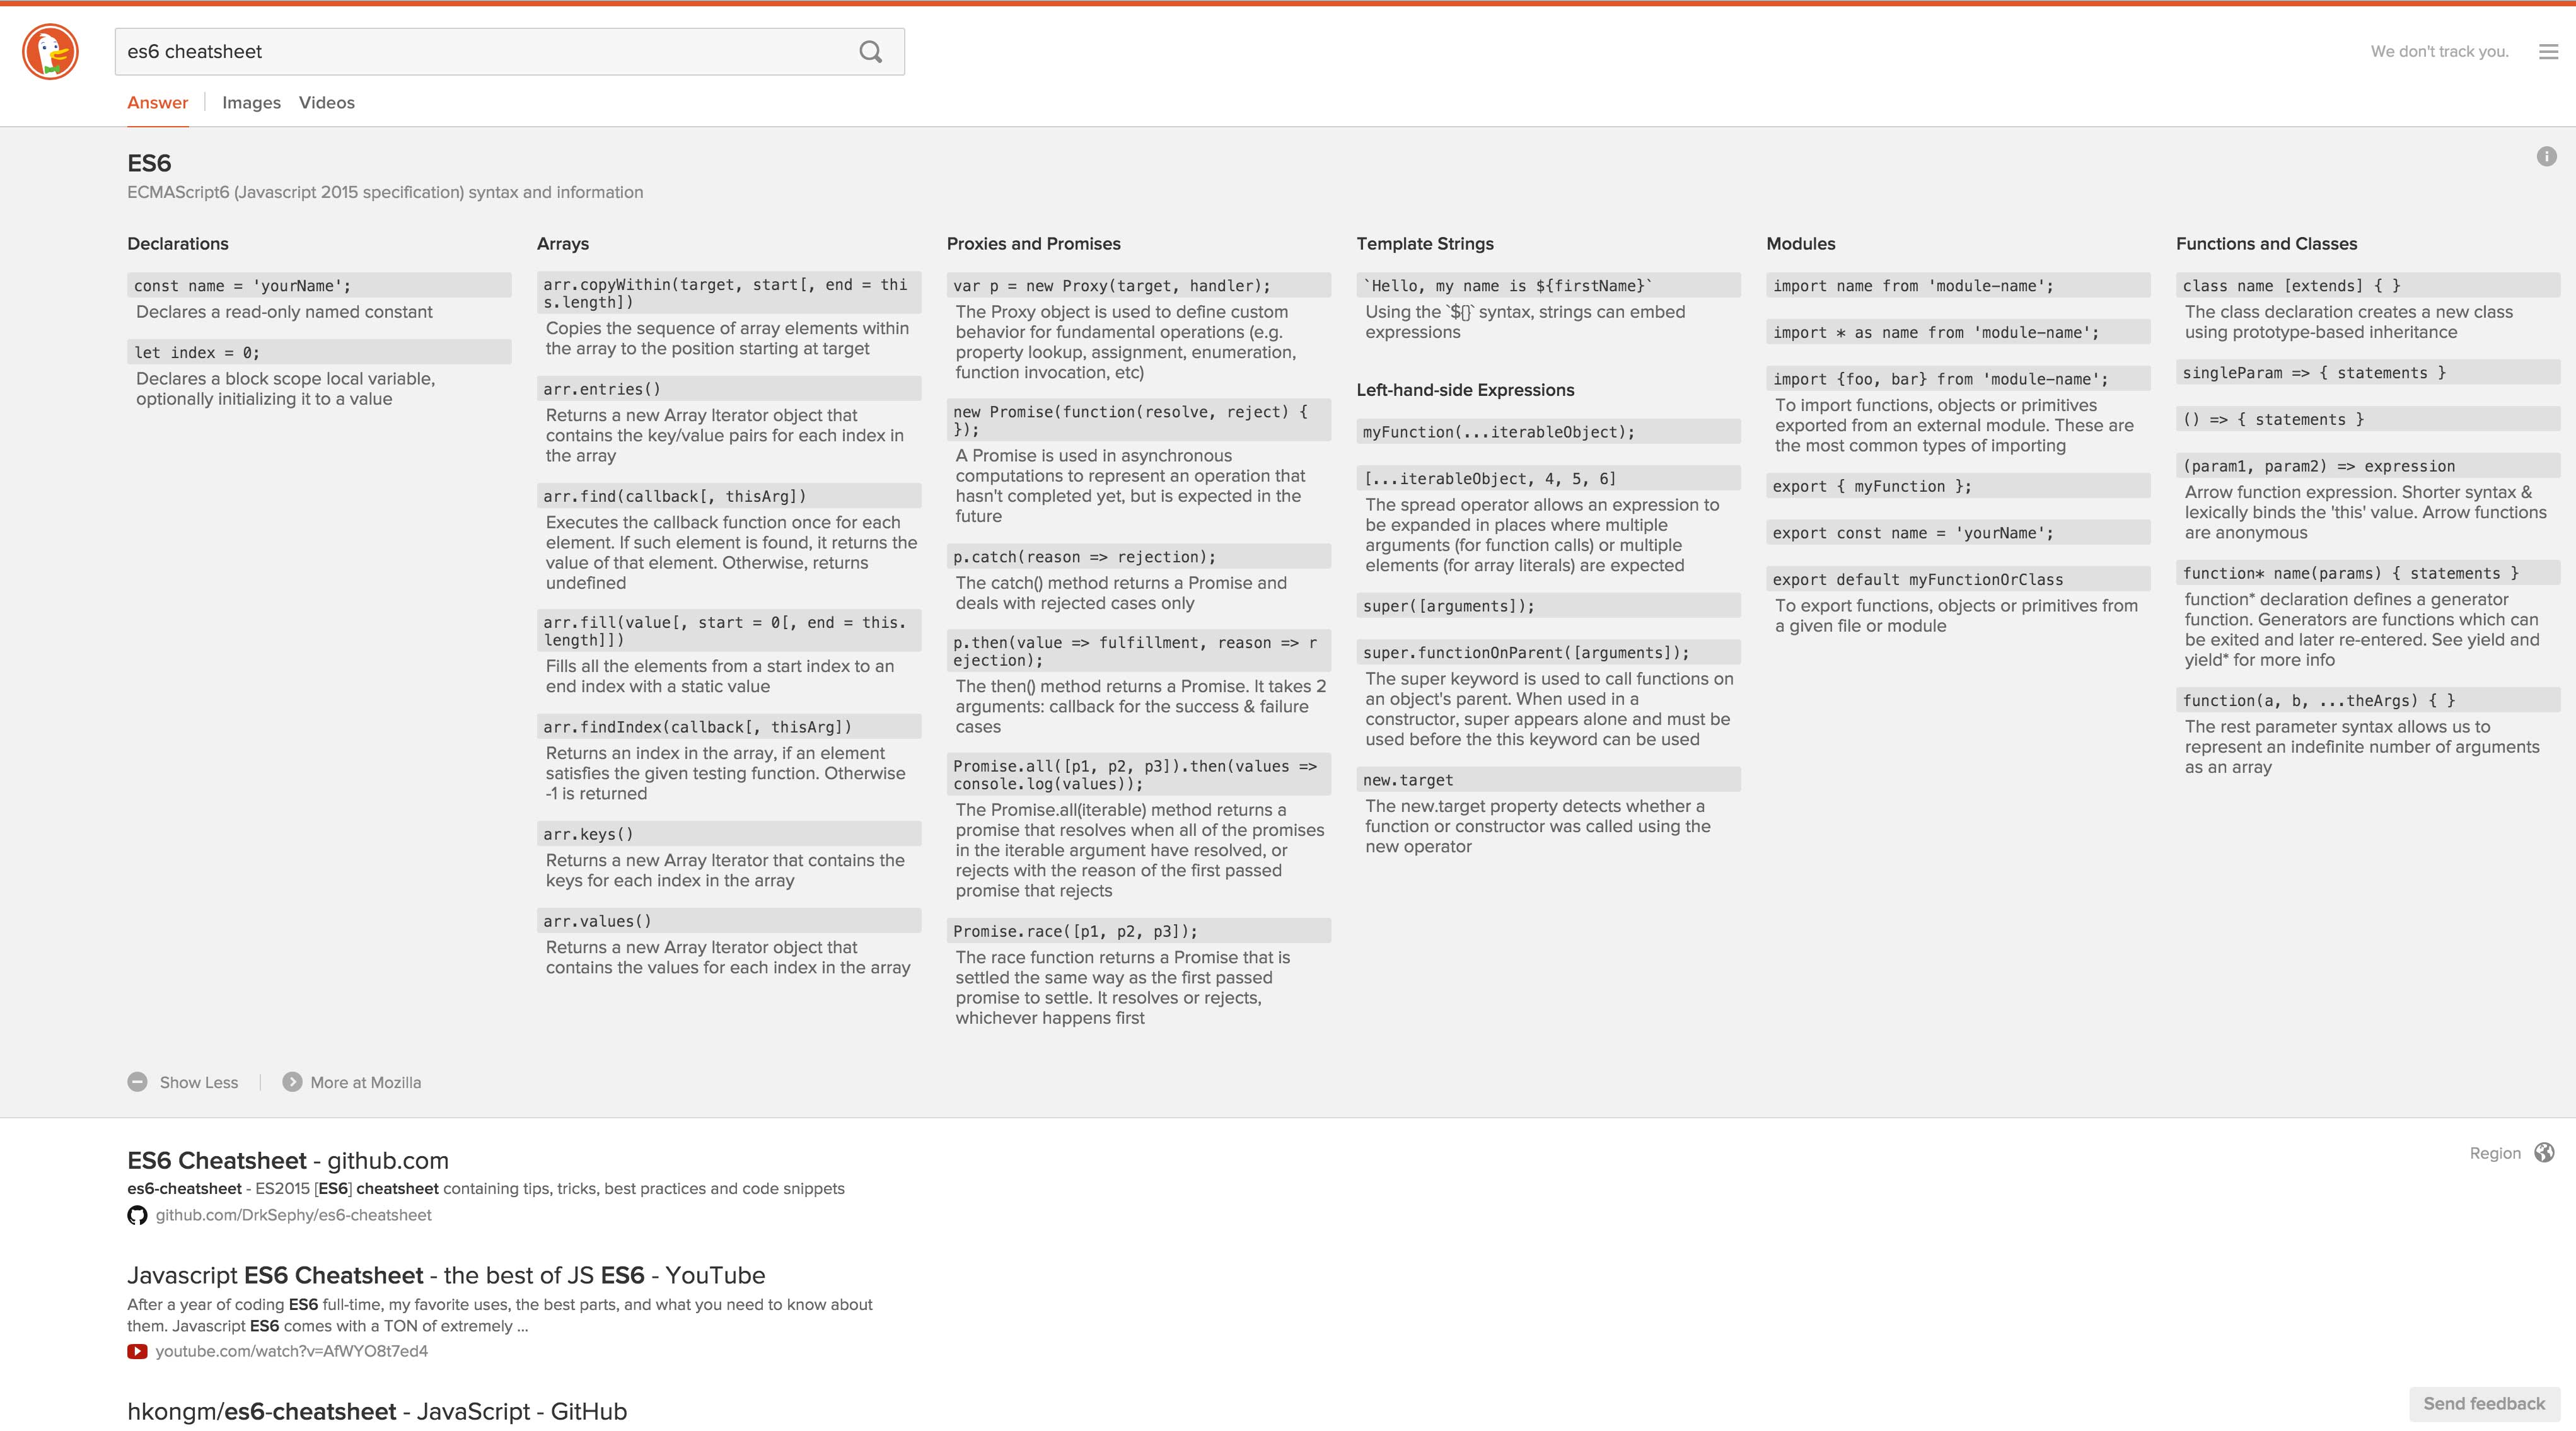 es6 cheatsheet
We don't track you.
Answer
Images
Videos
ES6
ECMAScript6 (Javascript 2015 specification) syntax and information
Declarations
const name = 'yourName';
Declares a read-only named constant
let index = 0;
Declares a block scope local variable,
optionally initializing it to a value
Arrays
arr.copyWithin(target, start[, end = thi
s.length])
Copies the sequence of array elements within
the array to the position starting at target
arr.entries()
Returns a new Array Iterator object that
contains the key/value pairs for each index in
the array
arr.find(callback[, thisArg])
Executes the callback function once for each
element. If such element is found, it returns the
value of that element. Otherwise, returns
undefined
arr.fill(value[, start = 0[, end = this.
length]])
Fills all the elements from a start index to an
end index with a static value
arr.findIndex(callback[, thisArg])
Returns an index in the array, if an element
satisfies the given testing function. Otherwise
-1 is returned
arr.keys()
Returns a new Array Iterator that contains the
keys for each index in the array
arr.values()
Returns a new Array Iterator object that
contains the values for each index in the array
Proxies and Promises
var p = new Proxy(target, handler);
The Proxy object is used to define custom
behavior for fundamental operations (e.g.
property lookup, assignment, enumeration,
function invocation, etc)
new Promise(function(resolve, reject) {
});
A Promise is used in asynchronous
computations to represent an operation that
hasn't completed yet, but is expected in the
future
p.catch(reason => rejection);
The catch() method returns a Promise and
deals with rejected cases only
p.then(value => fulfillment, reason => r
ejection);
The then() method returns a Promise. It takes 2
arguments: callback for the success & failure
cases
Promise.all([p1, p2, p3]).then(values =>
console.log(values));
The Promise.all(iterable) method returns a
promise that resolves when all of the promises
in the iterable argument have resolved, or
rejects with the reason of the first passed
promise that rejects
Promise.race([p1, p2, p3]);
The race function returns a Promise that is
settled the same way as the first passed
promise to settle. It resolves or rejects,
whichever happens first
Template Strings
`Hello, my name is ${firstName}`
Using the `${}` syntax, strings can embed
expressions
Left-hand-side Expressions
myFunction(...iterableObject);
[...iterableObject, 4, 5, 6]
The spread operator allows an expression to
be expanded in places where multiple
arguments (for function calls) or multiple
elements (for array literals) are expected
super([arguments]);
super.functionOnParent([arguments]);
The super keyword is used to call functions on
an object's parent. When used in a
constructor, super appears alone and must be
used before the this keyword can be used
new.target
The new.target property detects whether a
function or constructor was called using the
new operator
Modules
import name from 'module-name';
import * as name from 'module-name';
import {foo, bar} from 'module-name';
To import functions, objects or primitives
exported from an external module. These are
the most common types of importing
export { myFunction };
export const name = 'yourName';
export default myFunctionOrClass
To export functions, objects or primitives from
a given file or module
Functions and Classes
class name [extends] { }
The class declaration creates a new class
using prototype-based inheritance
singleParam => { statements }
() => { statements }
(param1, param2) => expression
Arrow function expression. Shorter syntax &
lexically binds the 'this' value. Arrow functions
are anonymous
function* name(params) { statements }
function* declaration defines a generator
function. Generators are functions which can
be exited and later re-entered. See yield and
yield* for more info
function(a, b, ...theArgs) { }
The rest parameter syntax allows us to
represent an indefinite number of arguments
as an array
Show Less
More at Mozilla
Region
ES6 Cheatsheet - github.com
es6-cheatsheet - ES2015 [ES6] cheatsheet containing tips, tricks, best practices and code snippets
github.com/DrkSephy/es6-cheatsheet
Javascript ES6 Cheatsheet - the best of JS ES6 - YouTube
After a year of coding ES6 full-time, my favorite uses, the best parts, and what you need to know about
them. Javascript ES6 comes with a TON of extremely ...
youtube.com/watch?v=AfWYO8t7ed4
hkongm/es6-cheatsheet - JavaScript - GitHub
Send feedback